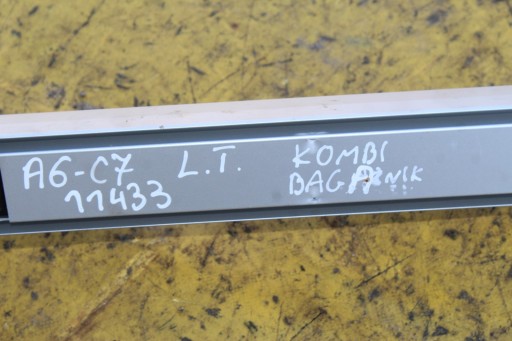 A6-C7 L.T. KOMBI
11433 BAGAŻNIK